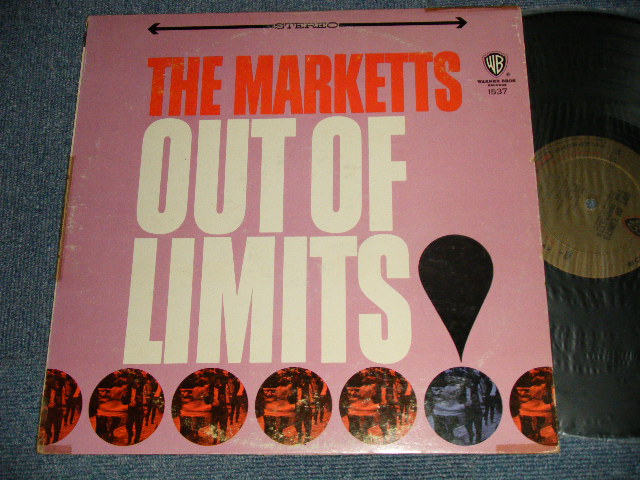 STEREO
THE MARKETTS
WB
WARNER BROS
1537
OUT OF
LIMITS!